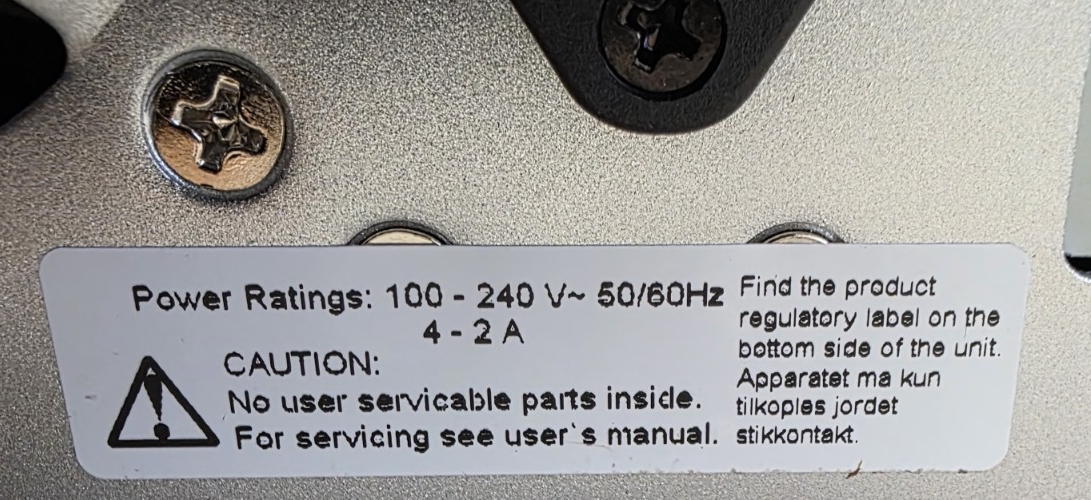 Power Ratings: 100 - 240 V~ 50/60Hz
4 - 2 A
CAUTION:
No user servicable parts inside.
For servicing see user`s manual.
Find the product
regulatory label on the
bottom side of the unit.
Apparatet ma kun
tilkoples jordet
stikkontakt.